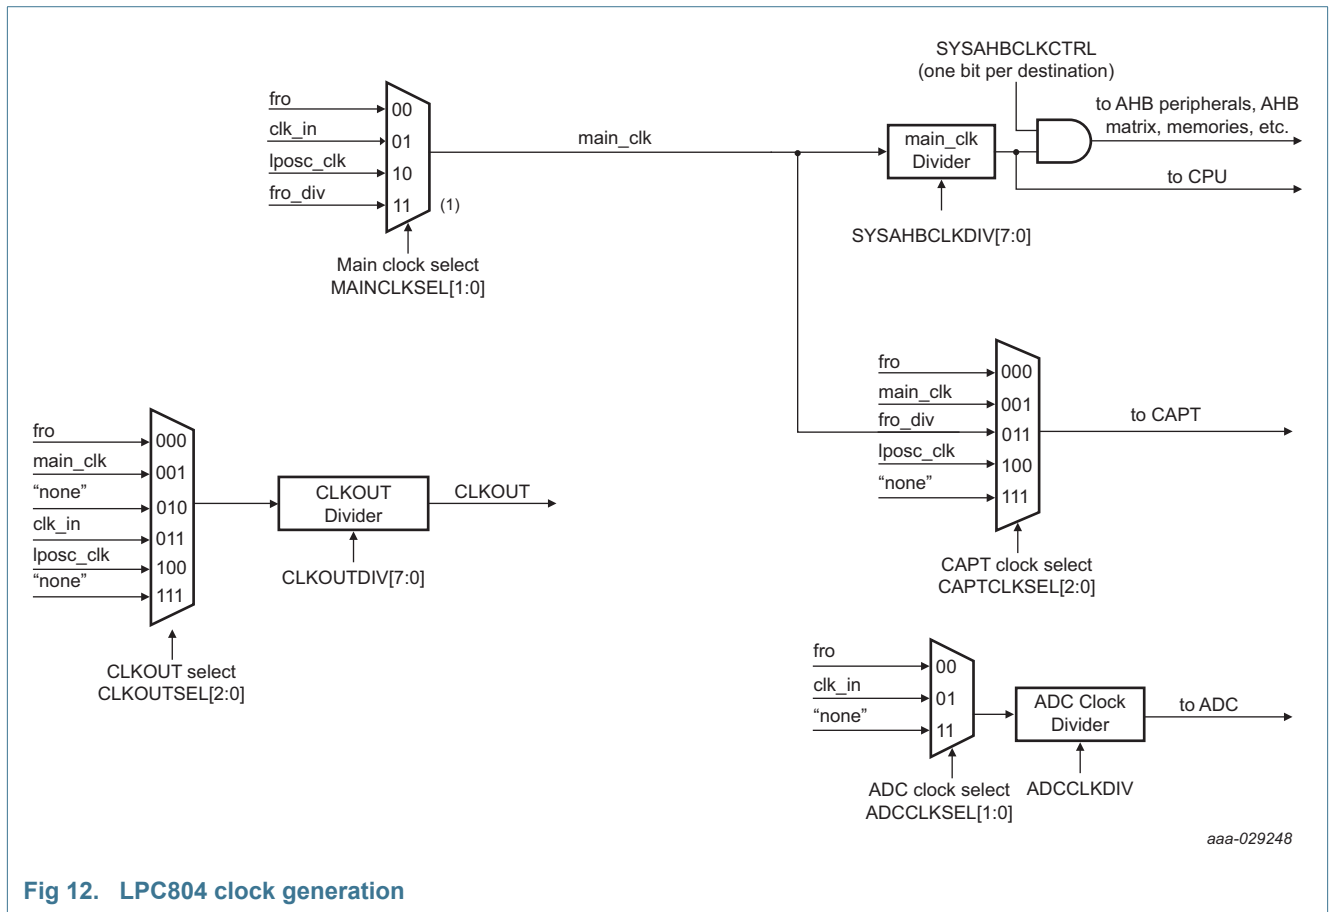 SYSAHBCLKCTRL
(one bit per destination)
fro
00
clk_in
01
lposc_clk
10
fro_div
11
(1)
Main clock select
MAINCLKSEL[1:0]
main_clk
main_clk
Divider
SYSAHBCLKDIV[7:0]
to AHB peripherals, AHB
matrix, memories, etc.
to CPU
fro
000
main_clk
001
fro_div
011
lposc_clk
100
“none”
111
to CAPT
CAPT clock select
CAPTCLKSEL[2:0]
fro
000
main_clk
001
“none”
010
clk_in
011
lposc_clk
100
“none”
111
CLKOUT select
CLKOUTSEL[2:0]
CLKOUT
Divider
CLKOUT
CLKOUTDIV[7:0]
fro
00
clk_in
01
“none”
11
ADC clock select
ADCCLKSEL[1:0]
ADC Clock
Divider
ADCCLKDIV
to ADC
aaa-029248
Fig 12. LPC804 clock generation